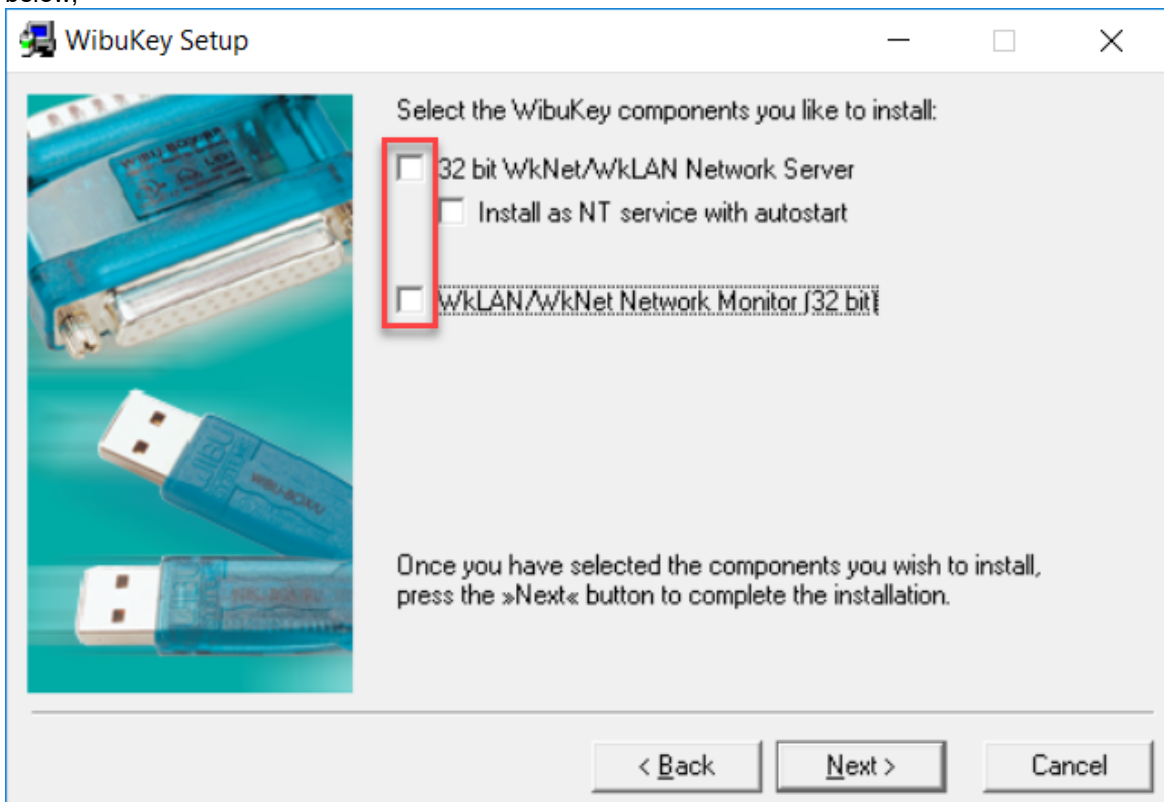 below;
WibuKey Setup
Select the WibuKey components you like to install:
32 bit WkNet/WkLAN Network Server
Install as NT service with autostart
WkLAN/WkNet Network Monitor (32 bit)
Once you have selected the components you wish to install,
press the »Next« button to complete the installation.
< Back
Next >
Cancel